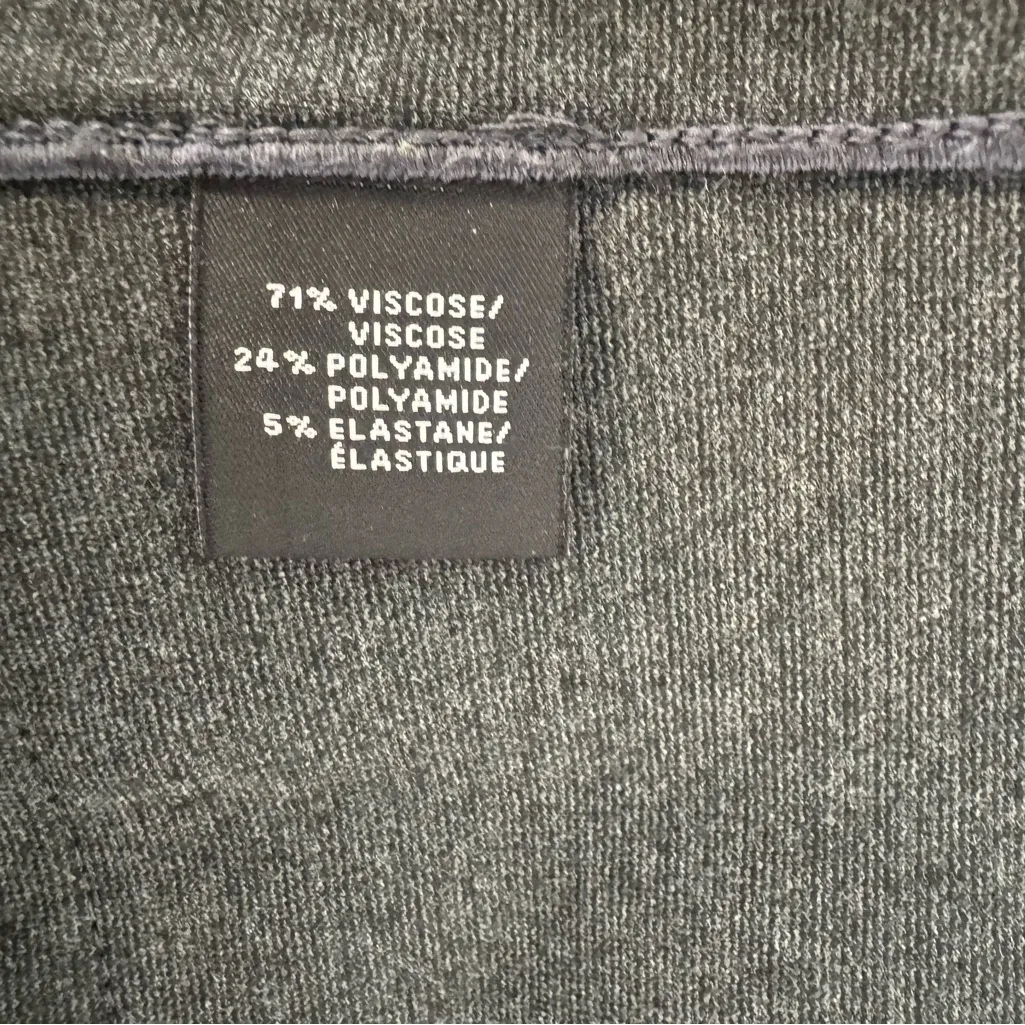 71% VISCOSE/
VISCOSE
24% POLYAMIDE/
POLYAMIDE
5% ELASTANE/
ÉLASTIQUE